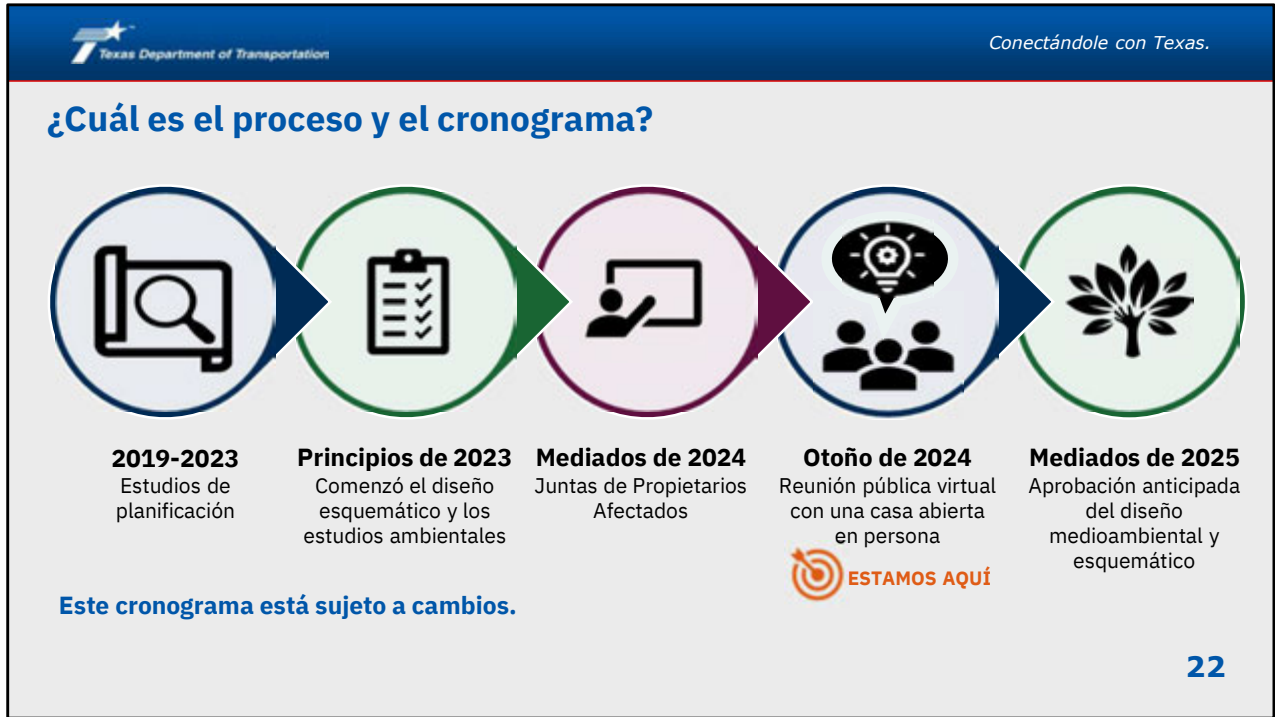 Texas Department of Transportation
Conectándole con Texas.
¿Cuál es el proceso y el cronograma?
2019-2023
Estudios de
planificación
Principios de 2023
Comenzó el diseño
esquemático y los
estudios ambientales
Mediados de 2024
Juntas de Propietarios
Afectados
Otoño de 2024
Reunión pública virtual
con una casa abierta
en persona
ESTAMOS AQUÍ
Mediados de 2025
Aprobación anticipada
del diseño
medioambiental y
esquemático
Este cronograma está sujeto a cambios.
22